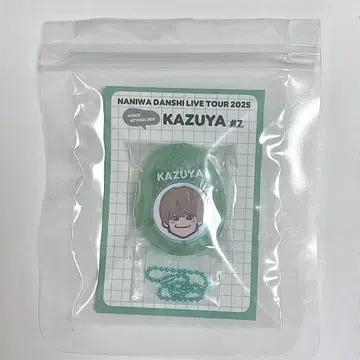 NANIWA DANSHI LIVE TOUR 2025
VOICE
KEYHOLDER
KAZUYA #7
KAZUYA